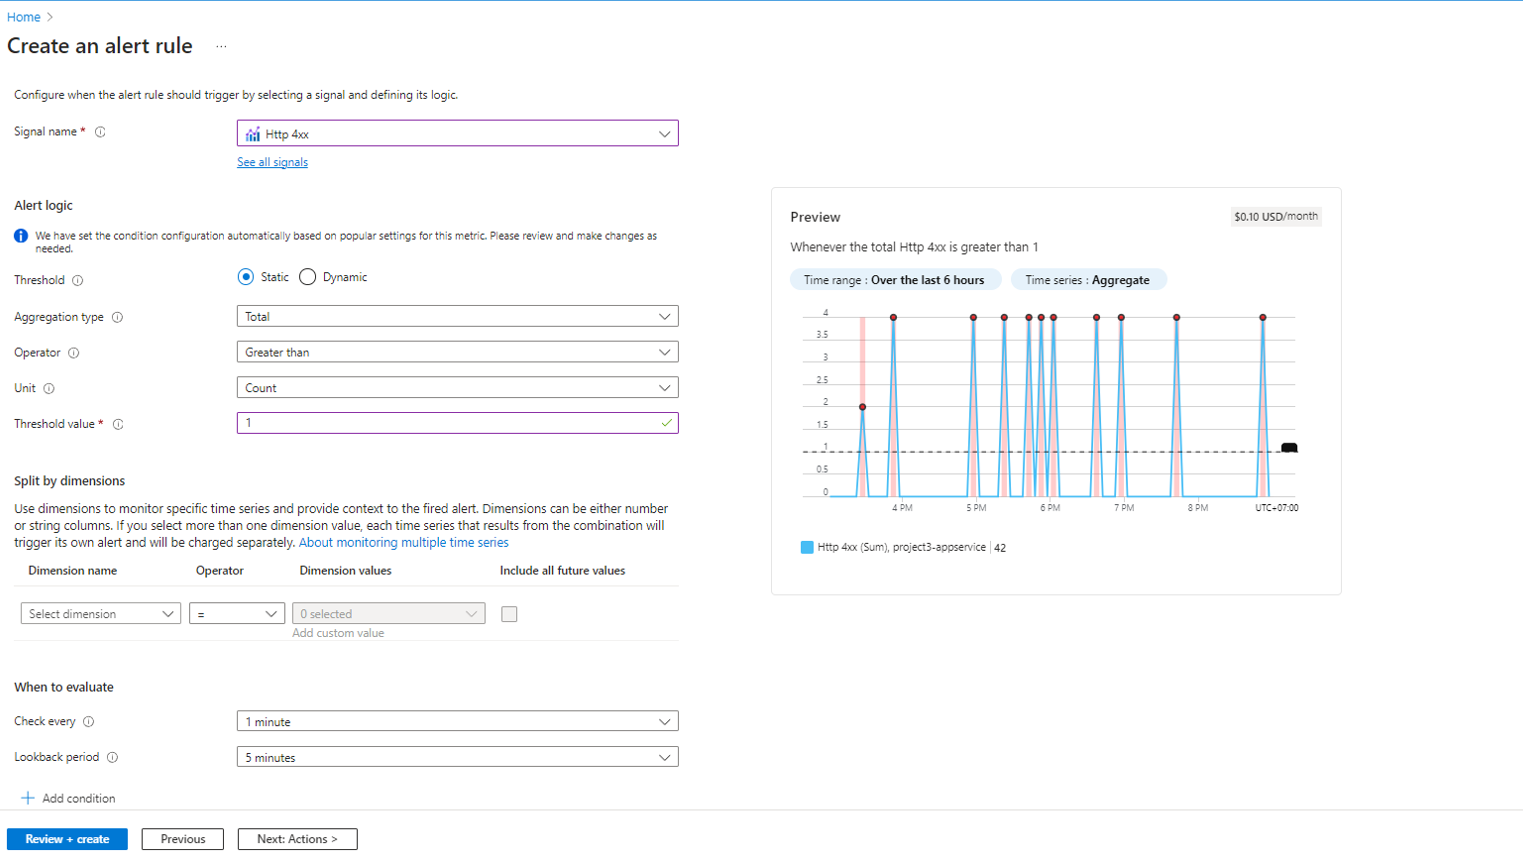 Home >
Create an alert rule ...
Configure when the alert rule should trigger by selecting a signal and defining its logic.
Signal name *
Http 4xx
See all signals
Alert logic
We have set the condition configuration automatically based on popular settings for this metric. Please review and make changes as
needed.
Threshold
Static
Dynamic
Aggregation type
Total
Operator
Greater than
Unit
Count
Threshold value *
1
Split by dimensions
Use dimensions to monitor specific time series and provide context to the fired alert. Dimensions can be either number
or string columns. If you select more than one dimension value, each time series that results from the combination will
trigger its own alert and will be charged separately. About monitoring multiple time series
Dimension name
Operator
Dimension values
Include all future values
Select dimension
=
0 selected
Add custom value
When to evaluate
Check every
1 minute
Lookback period
5 minutes
+ Add condition
Review + create
Previous
Next: Actions >
Preview
$0.10 USD/month
Whenever the total Http 4xx is greater than 1
Time range : Over the last 6 hours
Time series : Aggregate
4
3.5
3
2.5
2
1.5
1
0.5
0
4 PM
5 PM
6 PM
7 PM
8 PM
UTC+07:00
Http 4xx (Sum), project3-appservice | 42